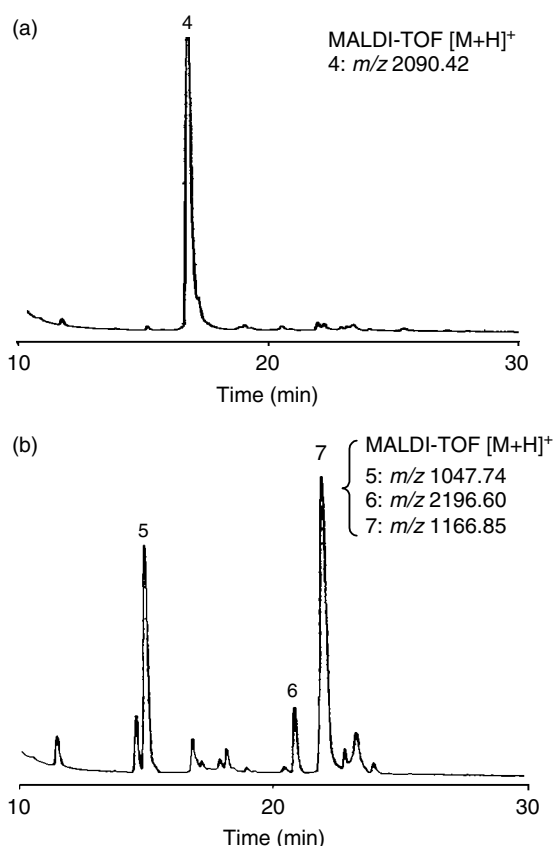 (a)
4
MALDI-TOF [M+H]+
4: m/z 2090.42
10
20
30
Time (min)
(b)
7
MALDI-TOF [M+H]+
5: m/z 1047.74
6: m/z 2196.60
7: m/z 1166.85
5
6
10
20
30
Time (min)